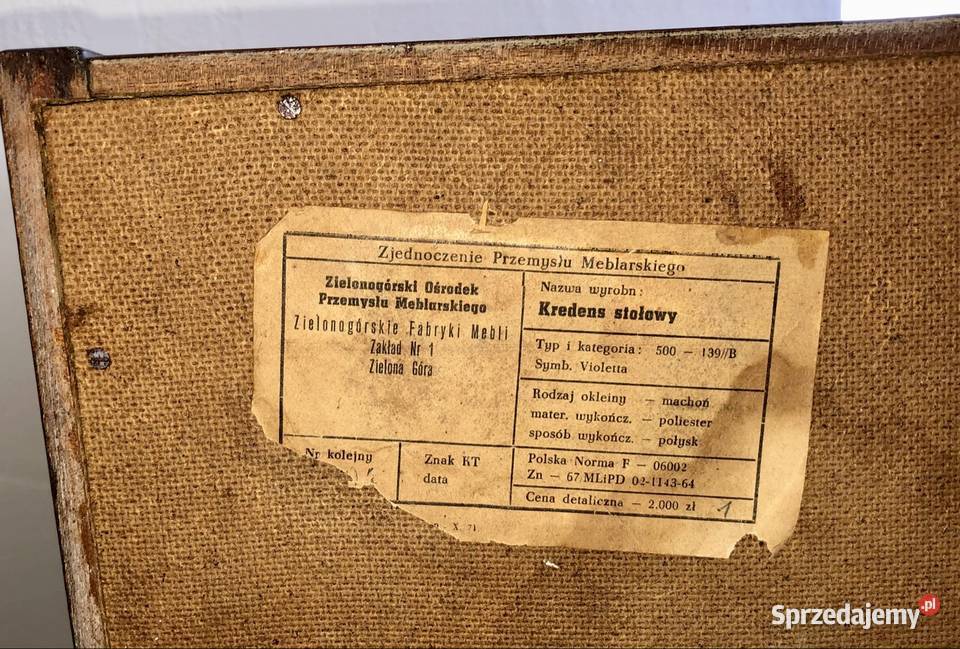 Zjednoczenie Przemysłu Meblarskiego
Zielonogórski Ośrodek
Przemysłu Meblarskiego
Zielonogórskie Fabryki Mebli
Zakład Nr 1
Zielona Góra
Nazwa wyrobn:
Kredens stołowy
Typ i kategoria: 500 — 139//B
Symb. Violetta
Rodzaj okleiny — machoń
mater. wykończ. — poliester
sposób wykończ. — połysk
Nr kolejny
Znak KT
data
Polska Norma F — 06002
Zn — 67 MLiPD 02-1143-64
Cena detaliczna — 2.000 zł 1
X. 71
Sprzedajemy.pl